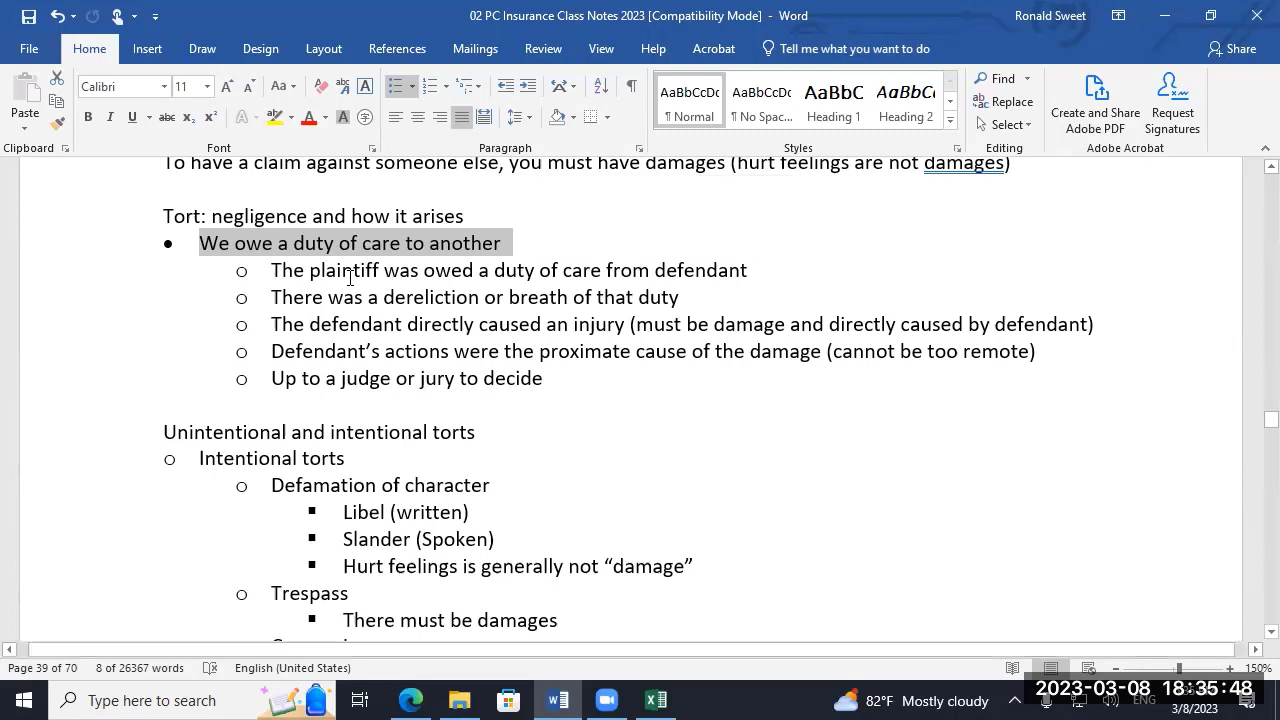 02 PC Insurance Class Notes 2023 [Compatibility Mode] - Word
Ronald Sweet
File Home Insert Draw Design Layout References Mailings Review View Help Acrobat Tell me what you want to do Share
Paste
Calibri 11
AaBbCcDc AaBbCcDc AaBbC AaBbC
¶ Normal ¶ No Spac... Heading 1 Heading 2
Find
Replace
Select
Create and Share
Adobe PDF
Request
Signatures
Clipboard Font Paragraph Styles Editing Adobe Acrobat
To have a claim against someone else, you must have damages (hurt feelings are not damages)
Tort: negligence and how it arises
• We owe a duty of care to another
o The plaintiff was owed a duty of care from defendant
o There was a dereliction or breath of that duty
o The defendant directly caused an injury (must be damage and directly caused by defendant)
o Defendant’s actions were the proximate cause of the damage (cannot be too remote)
o Up to a judge or jury to decide
Unintentional and intentional torts
o Intentional torts
o Defamation of character
▪ Libel (written)
▪ Slander (Spoken)
▪ Hurt feelings is generally not “damage”
o Trespass
▪ There must be damages
Page 39 of 70 8 of 26367 words English (United States) 150%
Type here to search
82°F Mostly cloudy
ENG
2023-03-08 18:35:48
3/8/2023